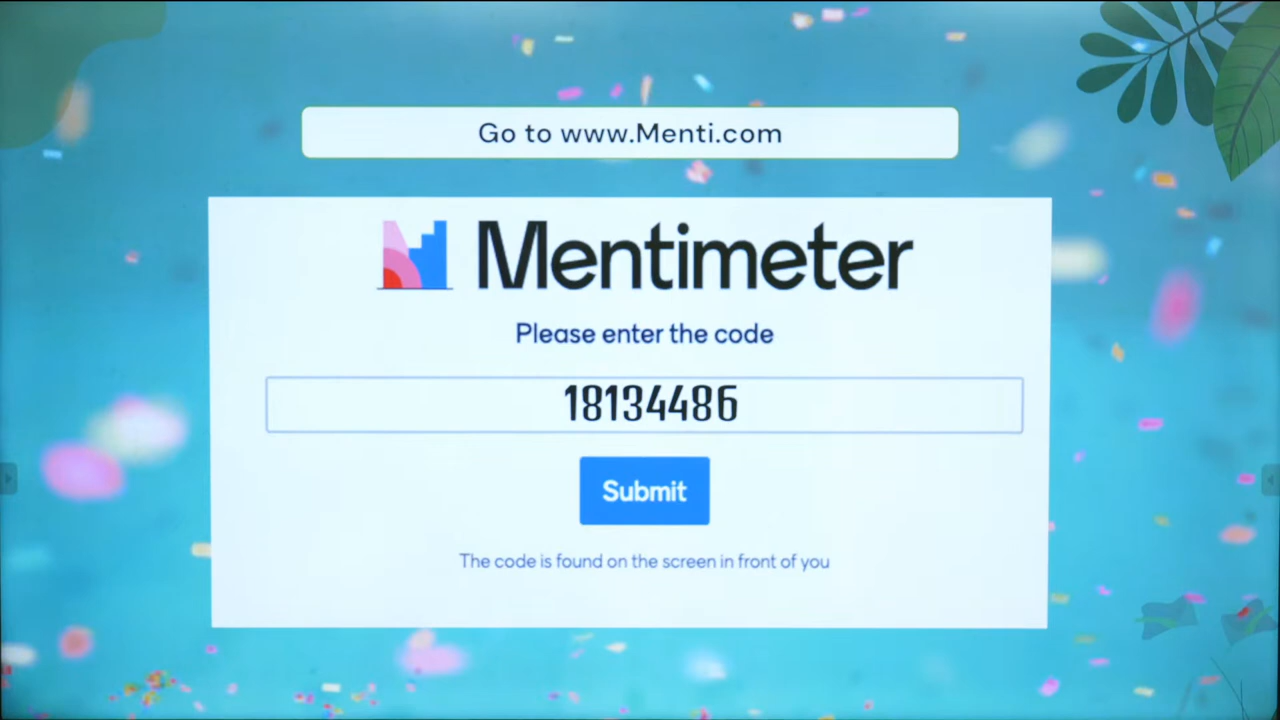 Go to www.Menti.com
Mentimeter
Please enter the code
18134486
Submit
The code is found on the screen in front of you